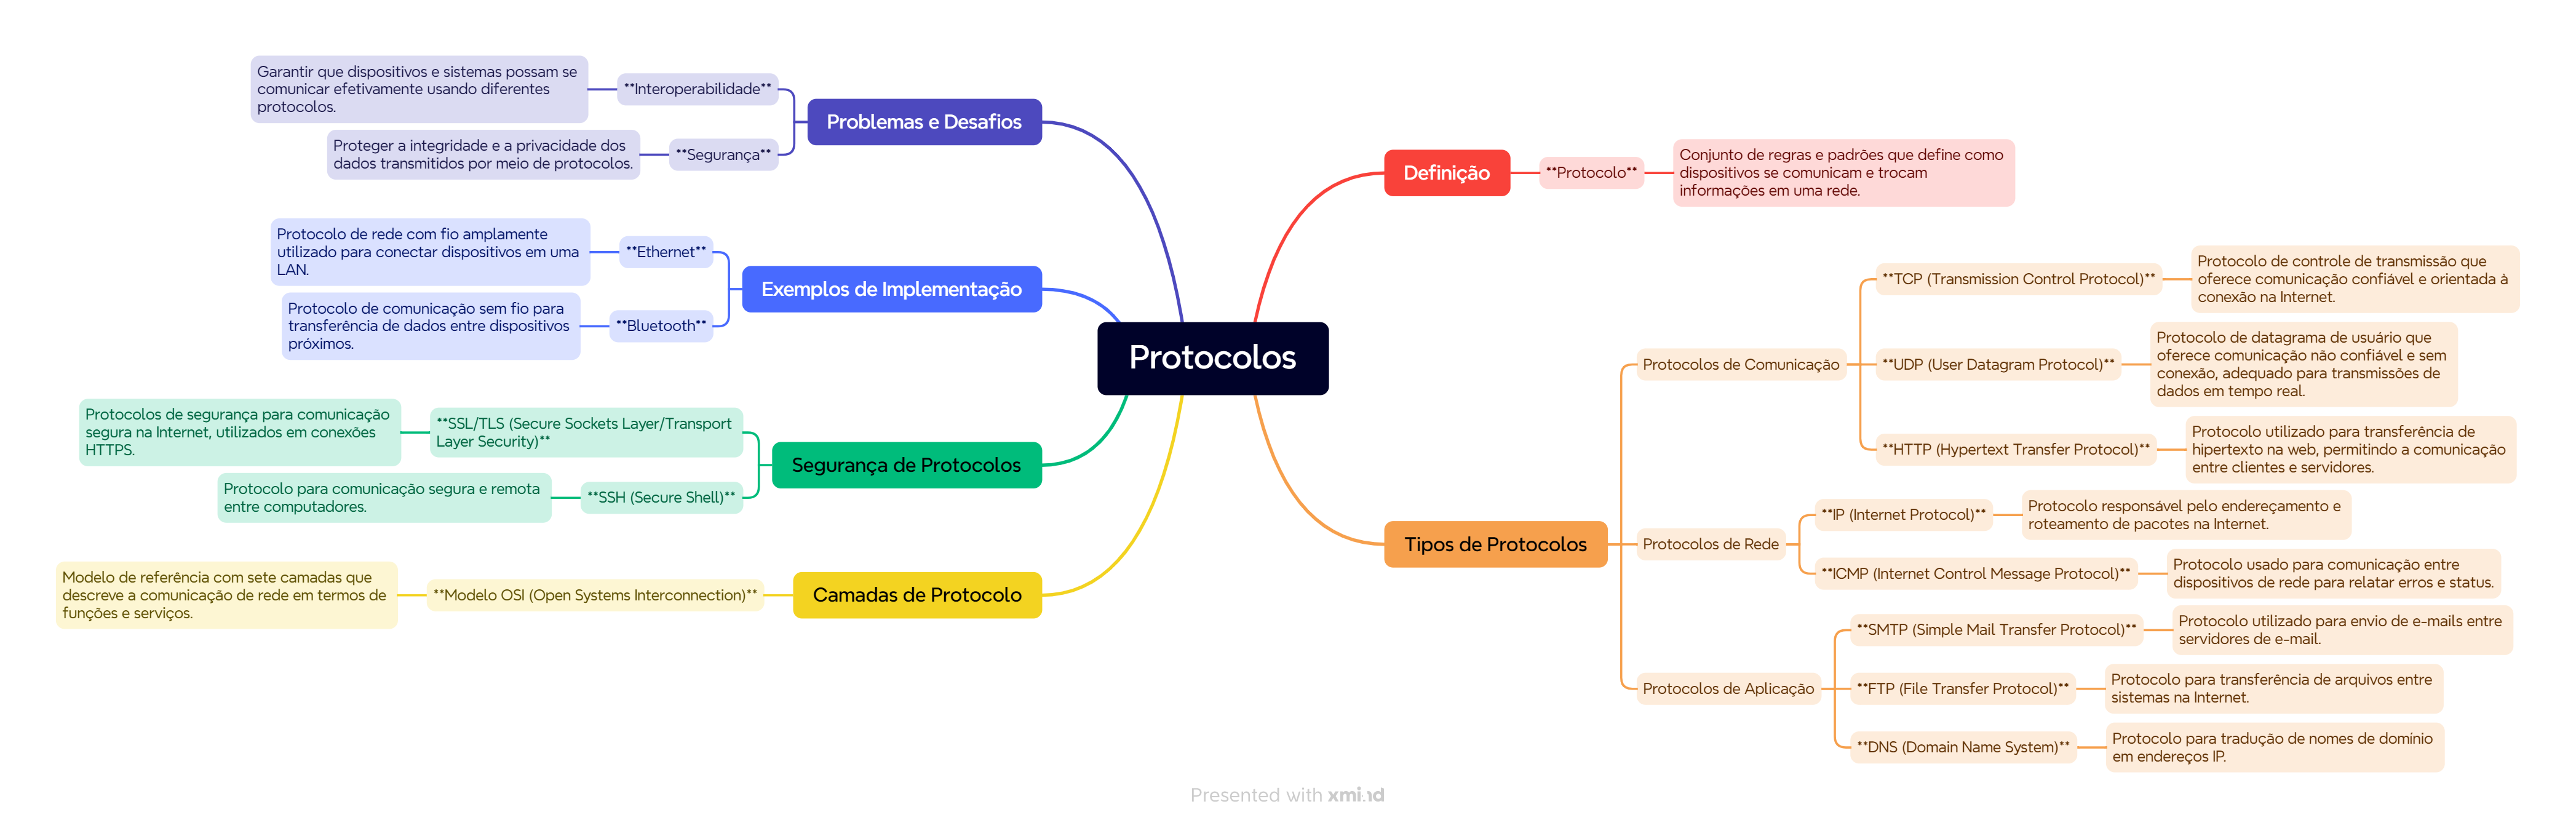 Protocolos
Definição
**Protocolo**
Conjunto de regras e padrões que define como
dispositivos se comunicam e trocam
informações em uma rede.
Tipos de Protocolos
Protocolos de Comunicação
**TCP (Transmission Control Protocol)**
Protocolo de controle de transmissão que
oferece comunicação confiável e orientada à
conexão na Internet.
**UDP (User Datagram Protocol)**
Protocolo de datagrama de usuário que
oferece comunicação não confiável e sem
conexão, adequado para transmissões de
dados em tempo real.
**HTTP (Hypertext Transfer Protocol)**
Protocolo utilizado para transferência de
hipertexto na web, permitindo a comunicação
entre clientes e servidores.
Protocolos de Rede
**IP (Internet Protocol)**
Protocolo responsável pelo endereçamento e
roteamento de pacotes na Internet.
**ICMP (Internet Control Message Protocol)**
Protocolo usado para comunicação entre
dispositivos de rede para relatar erros e status.
Protocolos de Aplicação
**SMTP (Simple Mail Transfer Protocol)**
Protocolo utilizado para envio de e-mails entre
servidores de e-mail.
**FTP (File Transfer Protocol)**
Protocolo para transferência de arquivos entre
sistemas na Internet.
**DNS (Domain Name System)**
Protocolo para tradução de nomes de domínio
em endereços IP.
Camadas de Protocolo
**Modelo OSI (Open Systems Interconnection)**
Modelo de referência com sete camadas que
descreve a comunicação de rede em termos de
funções e serviços.
Segurança de Protocolos
**SSL/TLS (Secure Sockets Layer/Transport
Layer Security)**
Protocolos de segurança para comunicação
segura na Internet, utilizados em conexões
HTTPS.
**SSH (Secure Shell)**
Protocolo para comunicação segura e remota
entre computadores.
Exemplos de Implementação
**Ethernet**
Protocolo de rede com fio amplamente
utilizado para conectar dispositivos em uma
LAN.
**Bluetooth**
Protocolo de comunicação sem fio para
transferência de dados entre dispositivos
próximos.
Problemas e Desafios
**Interoperabilidade**
Garantir que dispositivos e sistemas possam se
comunicar efetivamente usando diferentes
protocolos.
**Segurança**
Proteger a integridade e a privacidade dos
dados transmitidos por meio de protocolos.
Presented with xmind